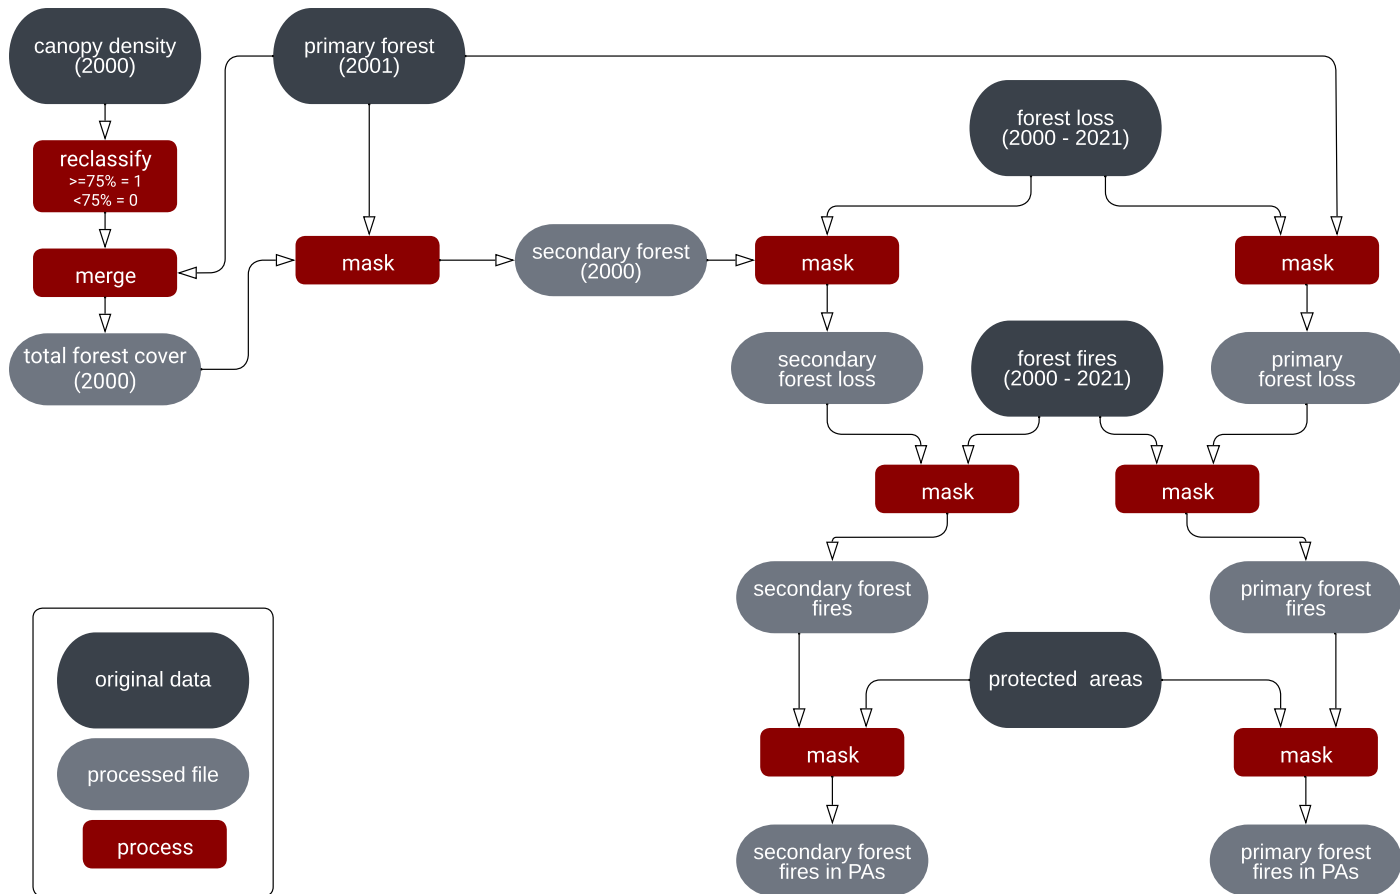 canopy density
(2000)
primary forest
(2001)
forest loss
(2000 - 2021)
reclassify
>=75% = 1
<75% = 0
merge
mask
secondary forest
(2000)
mask
mask
total forest cover
(2000)
secondary
forest loss
forest fires
(2000 - 2021)
primary
forest loss
mask
mask
secondary forest
fires
primary forest
fires
protected  areas
mask
mask
secondary forest
fires in PAs
primary forest
fires in PAs
original data
processed file
process